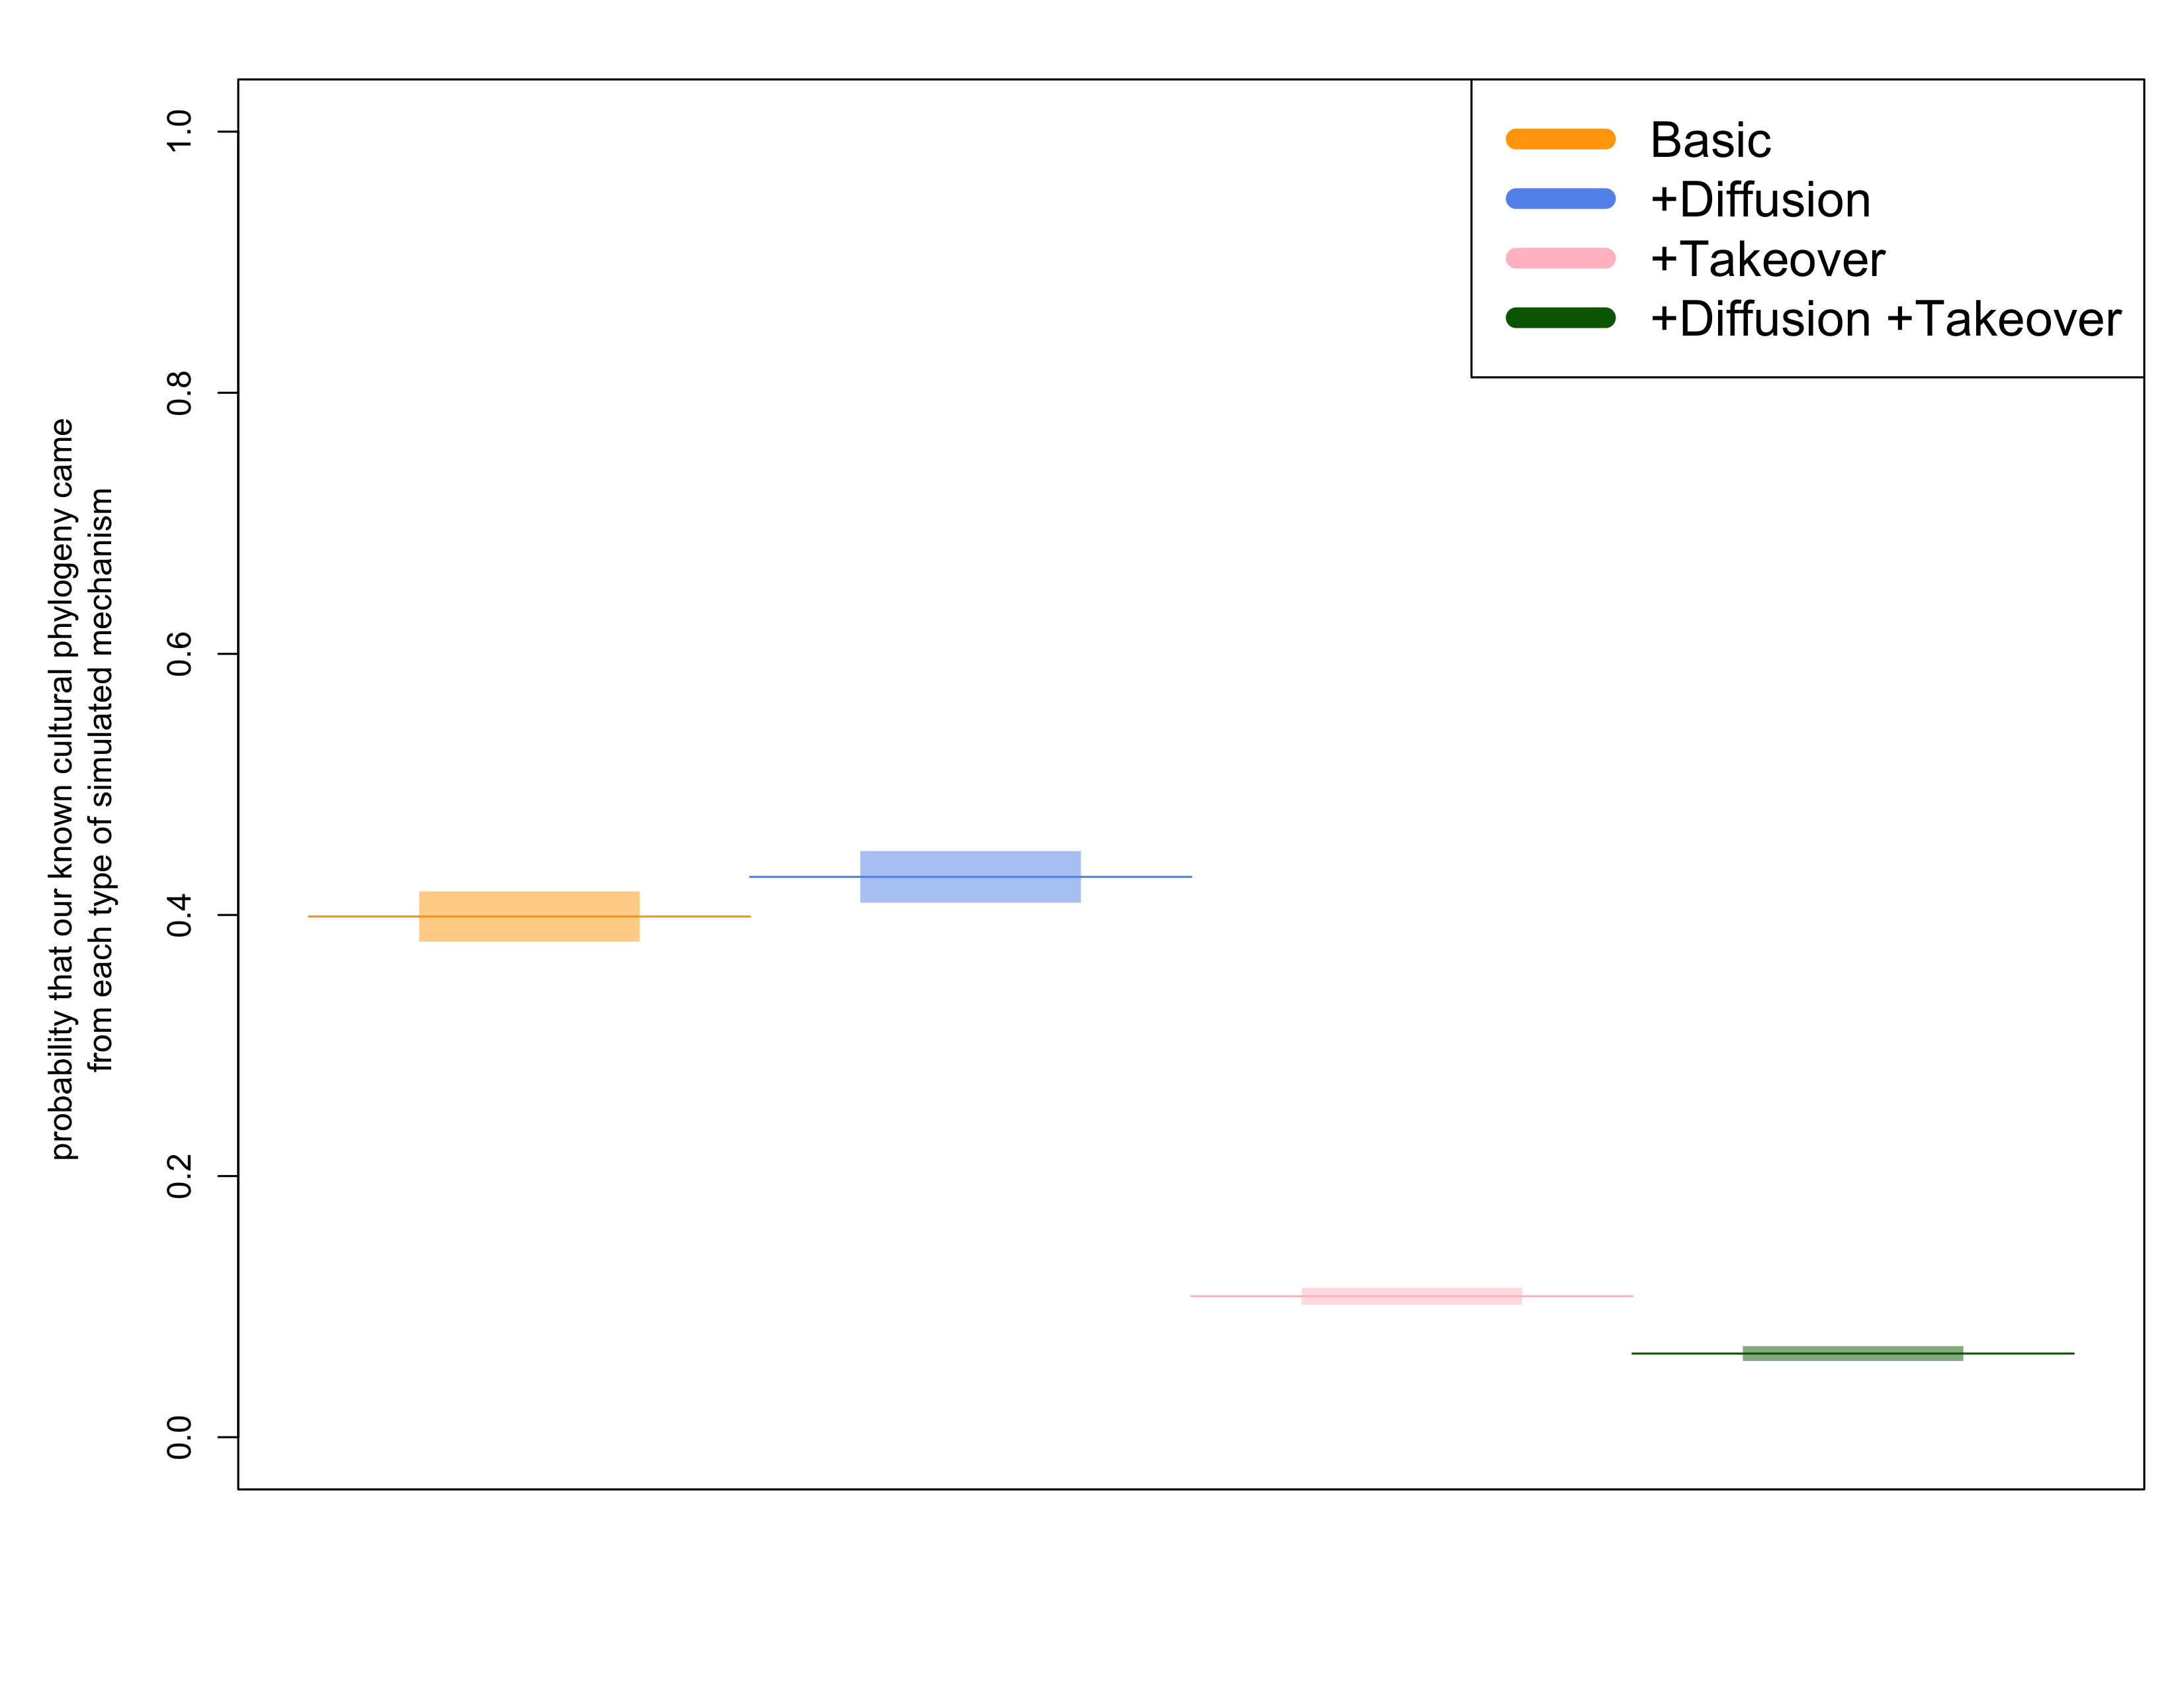 probability that our known cultural phylogeny came
from each type of simulated mechanism
1.0
0.8
0.6
0.4
0.2
0.0
Basic
+Diffusion
+Takeover
+Diffusion +Takeover